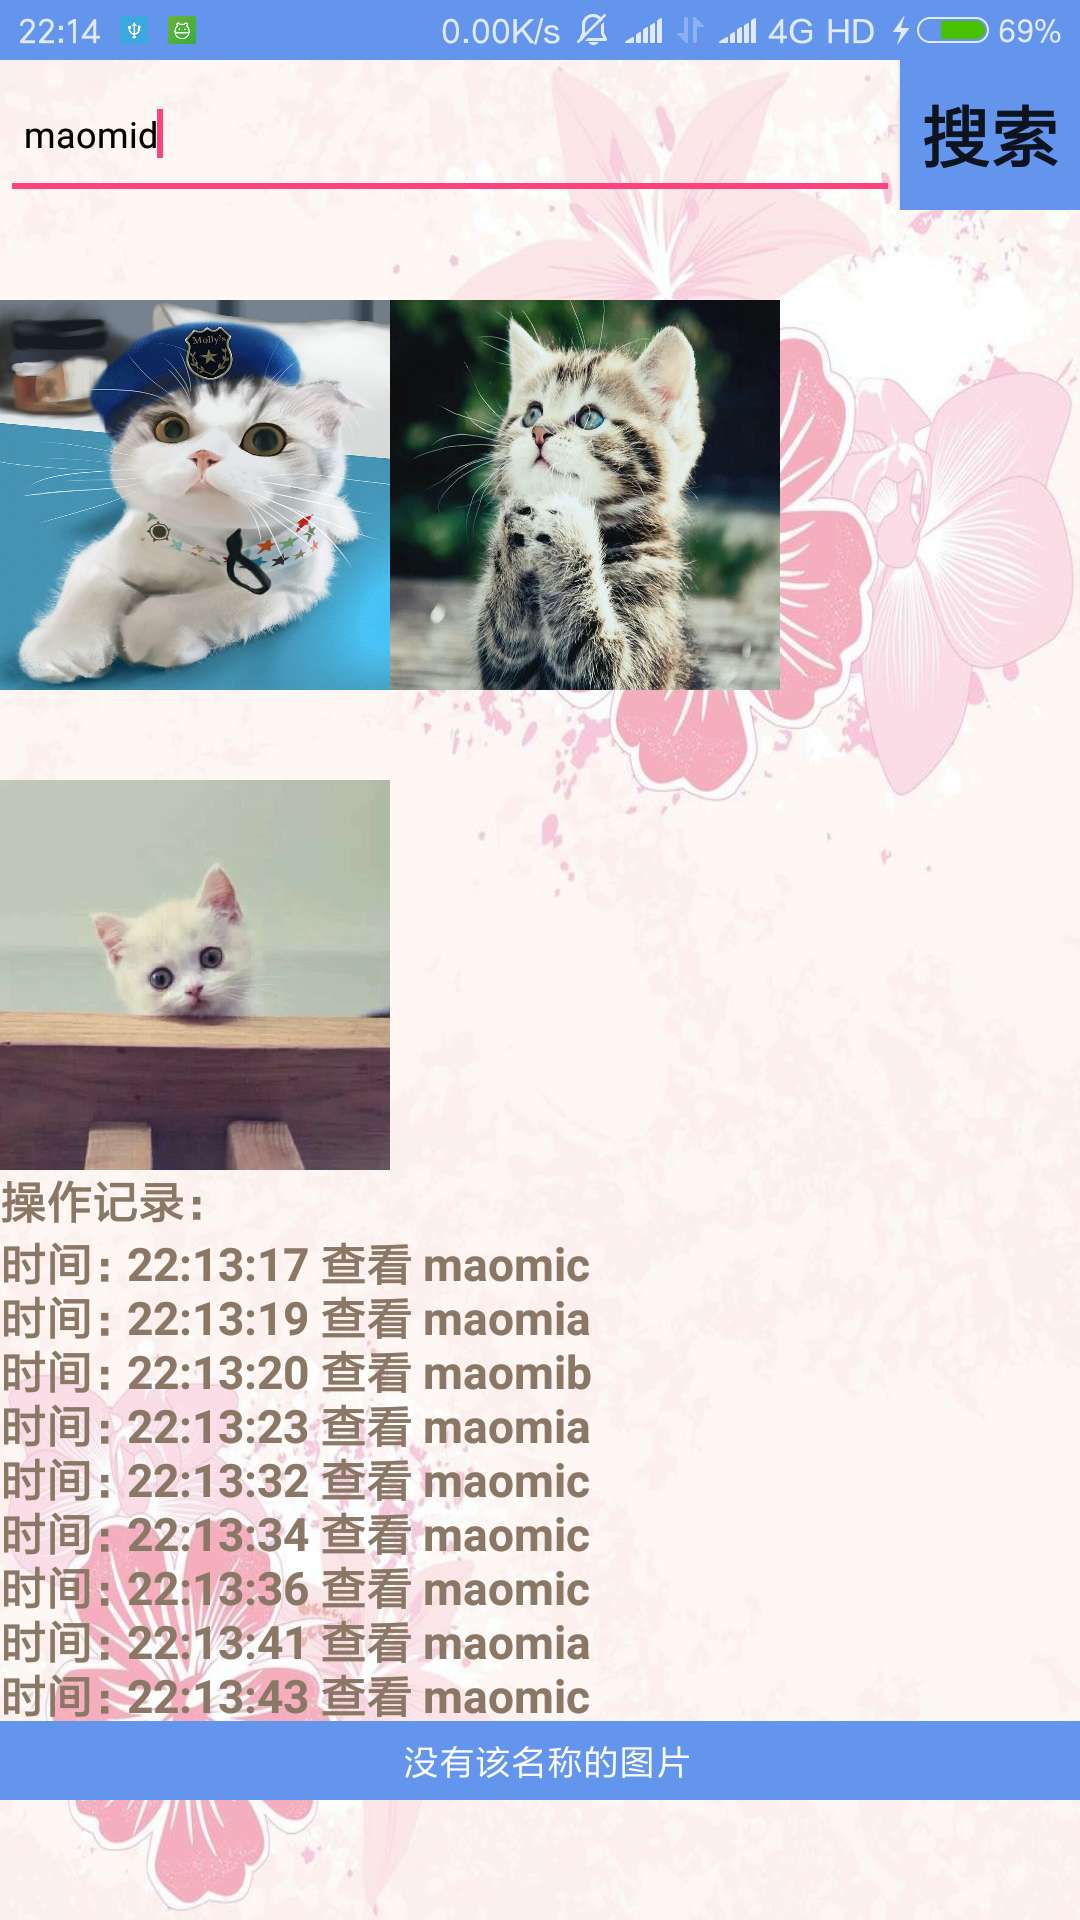 22:14 0.00K/s 4G HD 69%
maomid
搜索
Molly's
操作记录：
时间：22:13:17 查看 maomic
时间：22:13:19 查看 maomia
时间：22:13:20 查看 maomib
时间：22:13:23 查看 maomia
时间：22:13:32 查看 maomic
时间：22:13:34 查看 maomic
时间：22:13:36 查看 maomic
时间：22:13:41 查看 maomia
时间：22:13:43 查看 maomic
没有该名称的图片